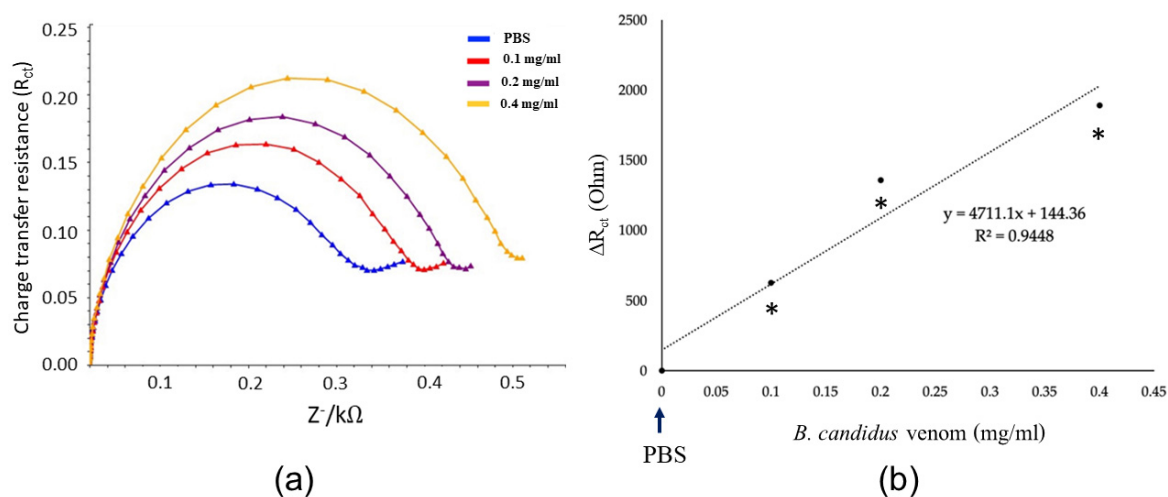 0.25
0.20
0.15
0.10
0.05
0.00
Charge transfer resistance (Rct)
PBS
0.1 mg/ml
0.2 mg/ml
0.4 mg/ml
0.1
0.2
0.3
0.4
0.5
Z-/kΩ
(a)
2500
2000
1500
1000
500
0
ΔRct (Ohm)
*
*
*
y = 4711.1x + 144.36
R² = 0.9448
0
0.05
0.1
0.15
0.2
0.25
0.3
0.35
0.4
0.45
B. candidus venom (mg/ml)
PBS
(b)